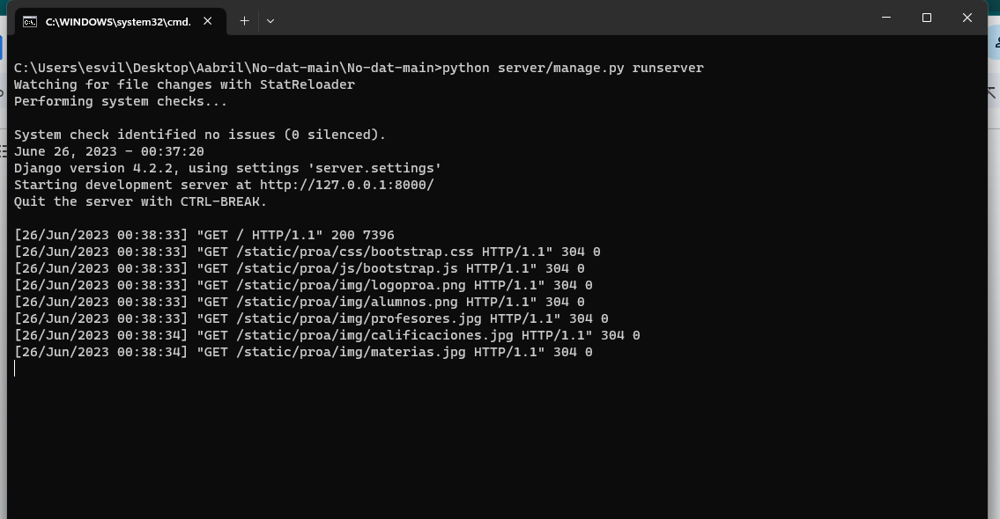 C:\WINDOWS\system32\cmd.
C:\Users\esvil\Desktop\Aabril\No-dat-main\No-dat-main>python server/manage.py runserver
Watching for file changes with StatReloader
Performing system checks...
System check identified no issues (0 silenced).
June 26, 2023 - 00:37:20
Django version 4.2.2, using settings 'server.settings'
Starting development server at http://127.0.0.1:8000/
Quit the server with CTRL-BREAK.
[26/Jun/2023 00:38:33] "GET / HTTP/1.1" 200 7396
[26/Jun/2023 00:38:33] "GET /static/proa/css/bootstrap.css HTTP/1.1" 304 0
[26/Jun/2023 00:38:33] "GET /static/proa/js/bootstrap.js HTTP/1.1" 304 0
[26/Jun/2023 00:38:33] "GET /static/proa/img/logoproa.png HTTP/1.1" 304 0
[26/Jun/2023 00:38:33] "GET /static/proa/img/alumnos.png HTTP/1.1" 304 0
[26/Jun/2023 00:38:33] "GET /static/proa/img/profesores.jpg HTTP/1.1" 304 0
[26/Jun/2023 00:38:34] "GET /static/proa/img/calificaciones.jpg HTTP/1.1" 304 0
[26/Jun/2023 00:38:34] "GET /static/proa/img/materias.jpg HTTP/1.1" 304 0